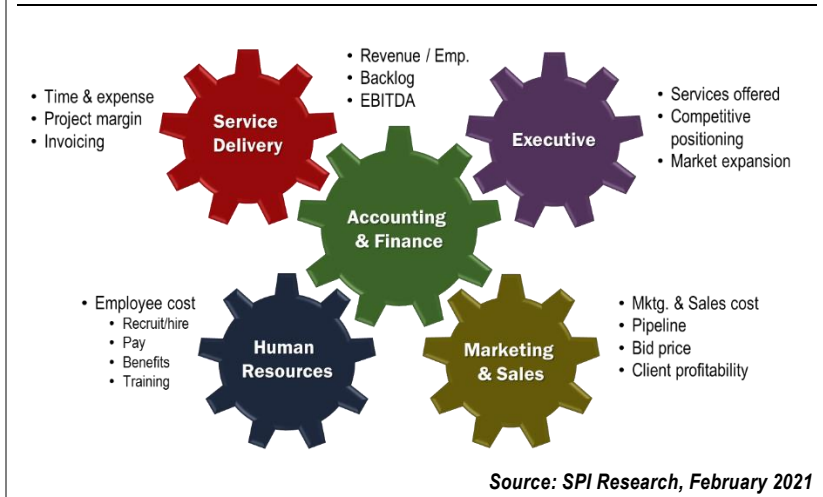 • Revenue / Emp.
• Backlog
• EBITDA
• Time & expense
• Project margin
• Invoicing
Service
Delivery
Executive
• Services offered
• Competitive
positioning
• Market expansion
Accounting
& Finance
• Employee cost
• Recruit/hire
• Pay
• Benefits
• Training
Human
Resources
Marketing
& Sales
• Mktg. & Sales cost
• Pipeline
• Bid price
• Client profitability
Source: SPI Research, February 2021